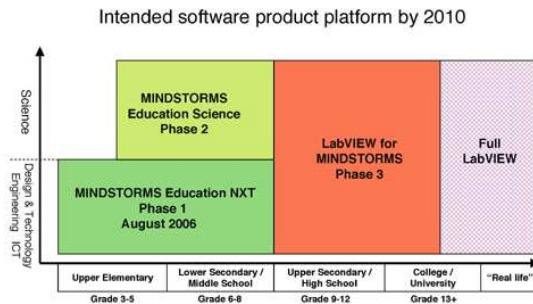 Intended software product platform by 2010
Science
Design & Technology
Engineering ICT
MINDSTORMS
Education Science
Phase 2
MINDSTORMS Education NXT
Phase 1
August 2006
LabVIEW for
MINDSTORMS
Phase 3
Full
LabVIEW
Upper Elementary
Lower Secondary /
Middle School
Upper Secondary /
High School
College /
University
“Real life”
Grade 3-5
Grade 6-8
Grade 9-12
Grade 13+